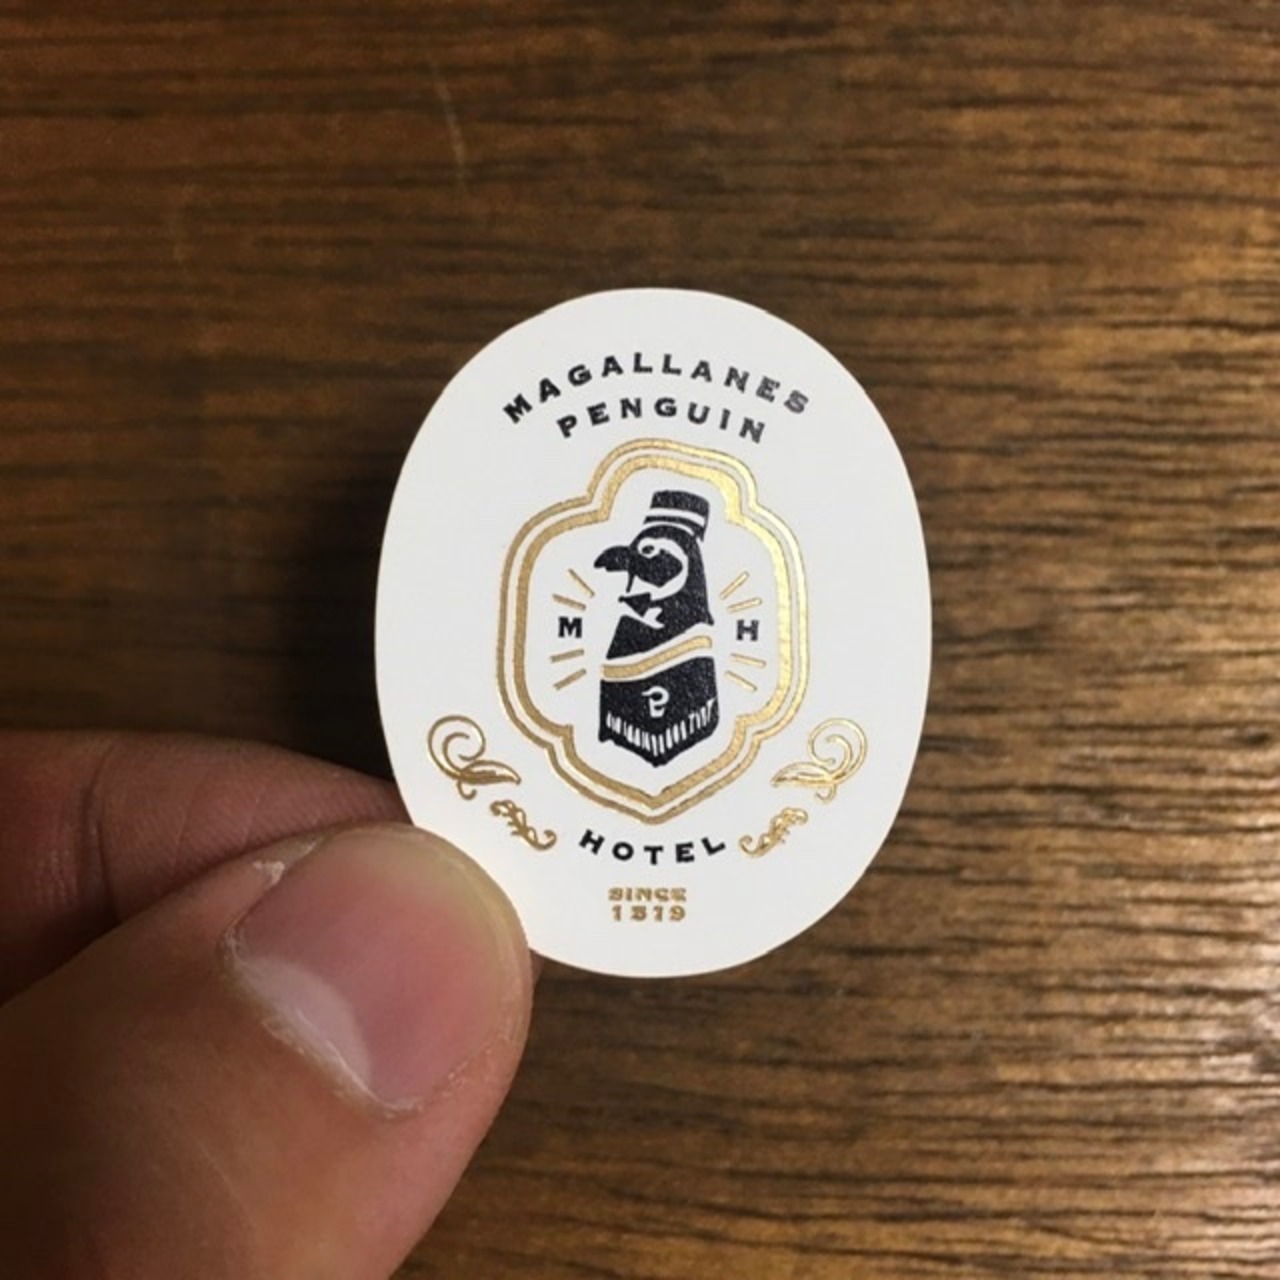 MAGALLANES
PENGUIN
M H
P
HOTEL
SINCE
1519